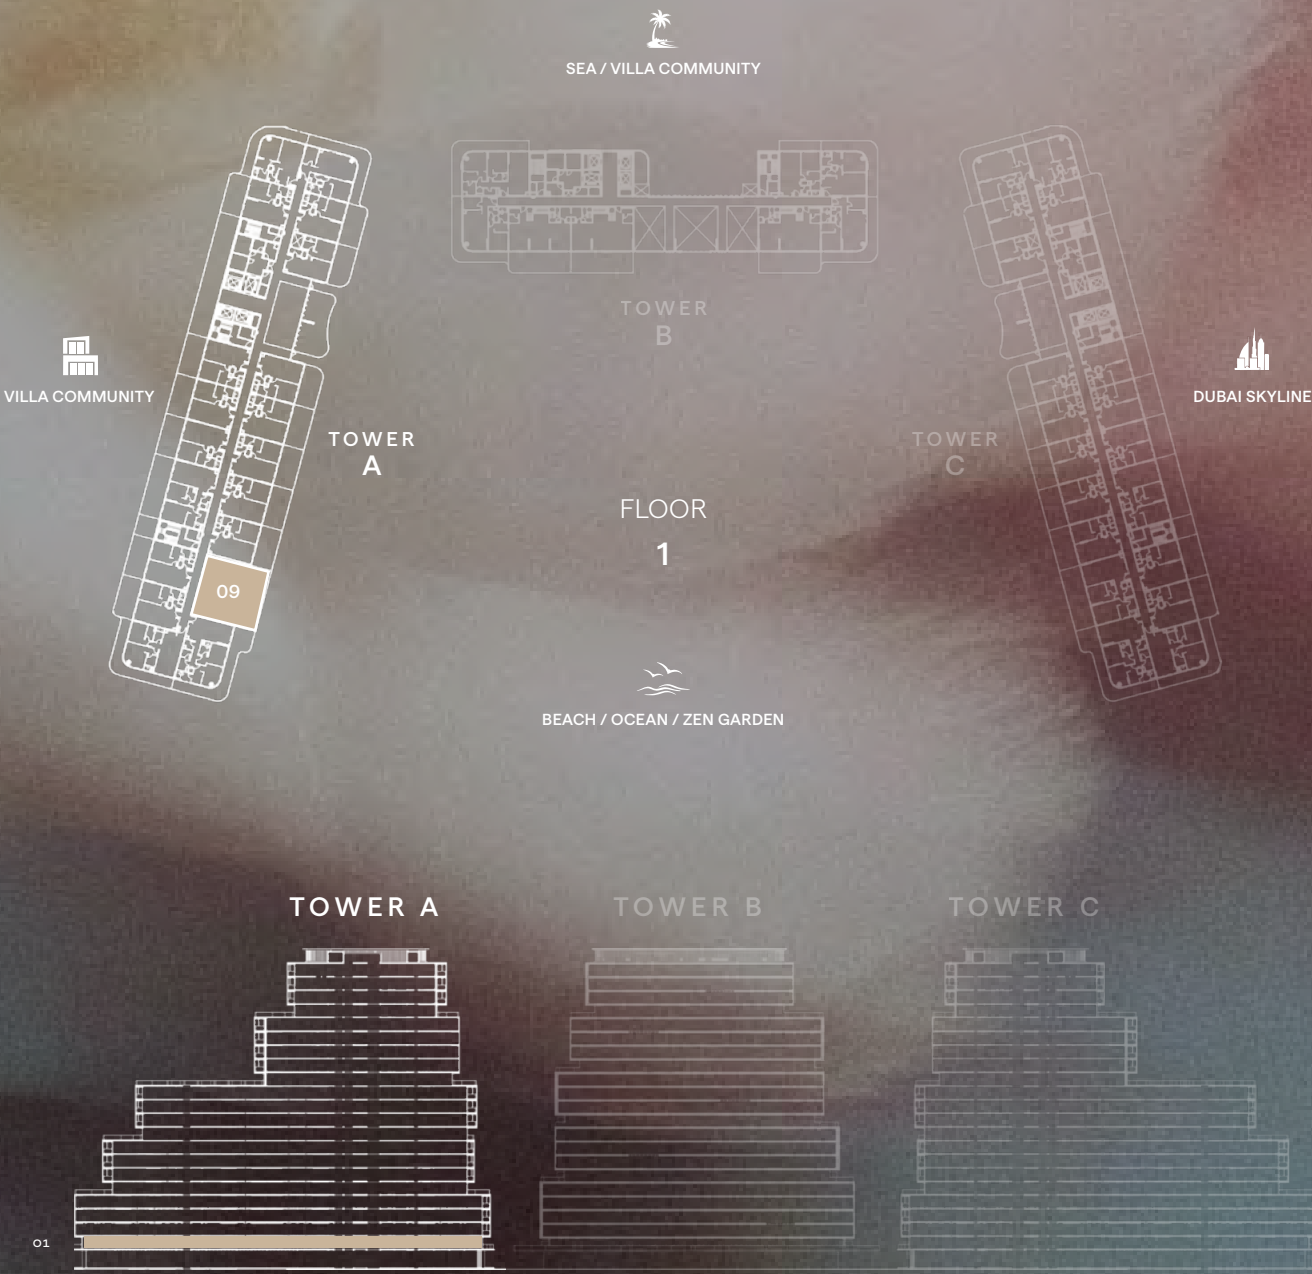 SEA / VILLA COMMUNITY
TOWER
B
VILLA COMMUNITY
DUBAI SKYLINE
TOWER
A
TOWER
C
FLOOR
1
09
BEACH / OCEAN / ZEN GARDEN
TOWER A
TOWER B
TOWER C
01